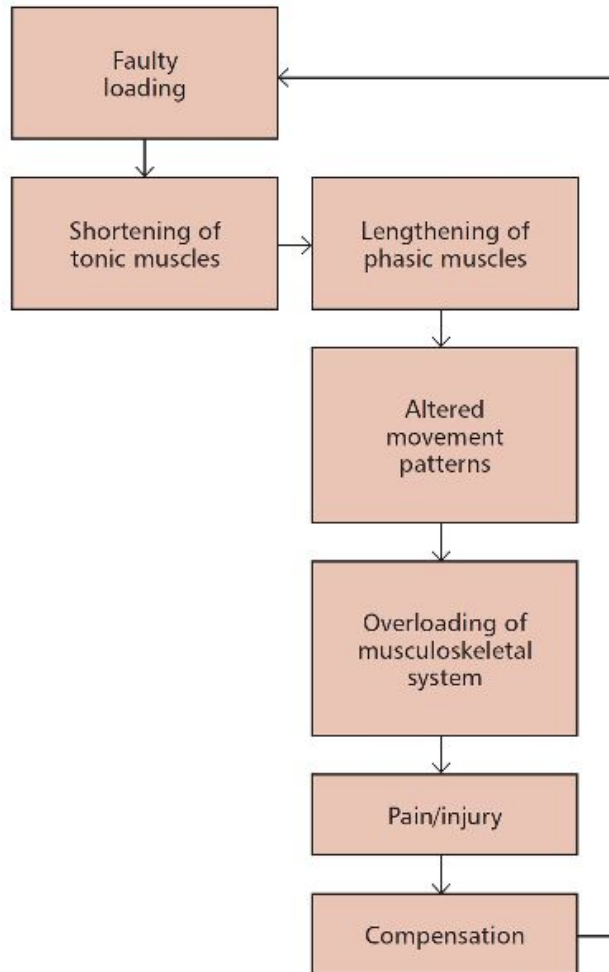 Faulty
loading
Shortening of
tonic muscles
Lengthening of
phasic muscles
Altered
movement
patterns
Overloading of
musculoskeletal
system
Pain/injury
Compensation